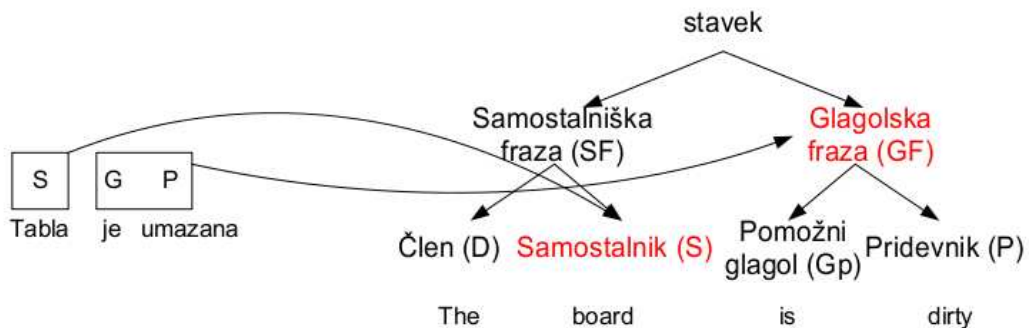 stavek
Samostalniška
fraza (SF)
Glagolska
fraza (GF)
S
G P
Tabla je umazana
Člen (D)
Samostalnik (S)
Pomožni
glagol (Gp)
Pridevnik (P)
The board is dirty